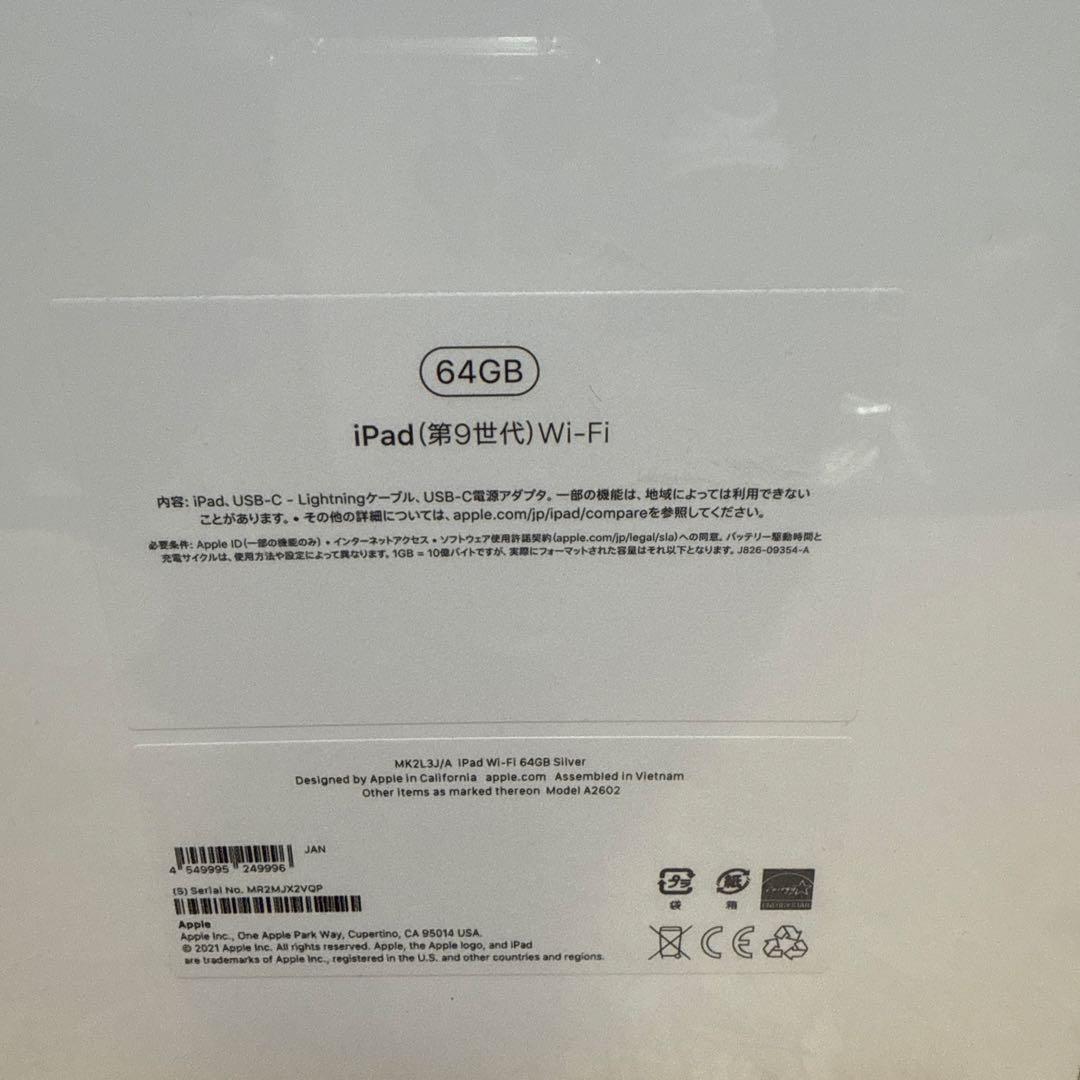 64GB
iPad(第9世代)Wi-Fi
内容: iPad、USB-C - Lightningケーブル、USB-C電源アダプタ。一部の機能は、地域によっては利用できない
ことがあります。• その他の詳細については、apple.com/jp/ipad/compareを参照してください。
必要条件: Apple ID(一部の機能のみ) • インターネットアクセス • ソフトウェア使用許諾契約(apple.com/jp/legal/sla)への同意。バッテリー駆動時間と
充電サイクルは、使用方法や設定によって異なります。1GB = 10億バイトですが、実際にフォーマットされた容量はそれ以下となります。J826-09354-A
MK2L3J/A iPad Wi-Fi 64GB Silver
Designed by Apple in California apple.com Assembled in Vietnam
Other items as marked thereon Model A2602
JAN
4 549995 249996
(S) Serial No. MR2MJX2VQP
Apple
Apple Inc., One Apple Park Way, Cupertino, CA 95014 USA.
© 2021 Apple Inc. All rights reserved. Apple, the Apple logo, and iPad
are trademarks of Apple Inc., registered in the U.S. and other countries and regions.
プラ 紙
袋 箱
energy
ENERGY STAR
CE